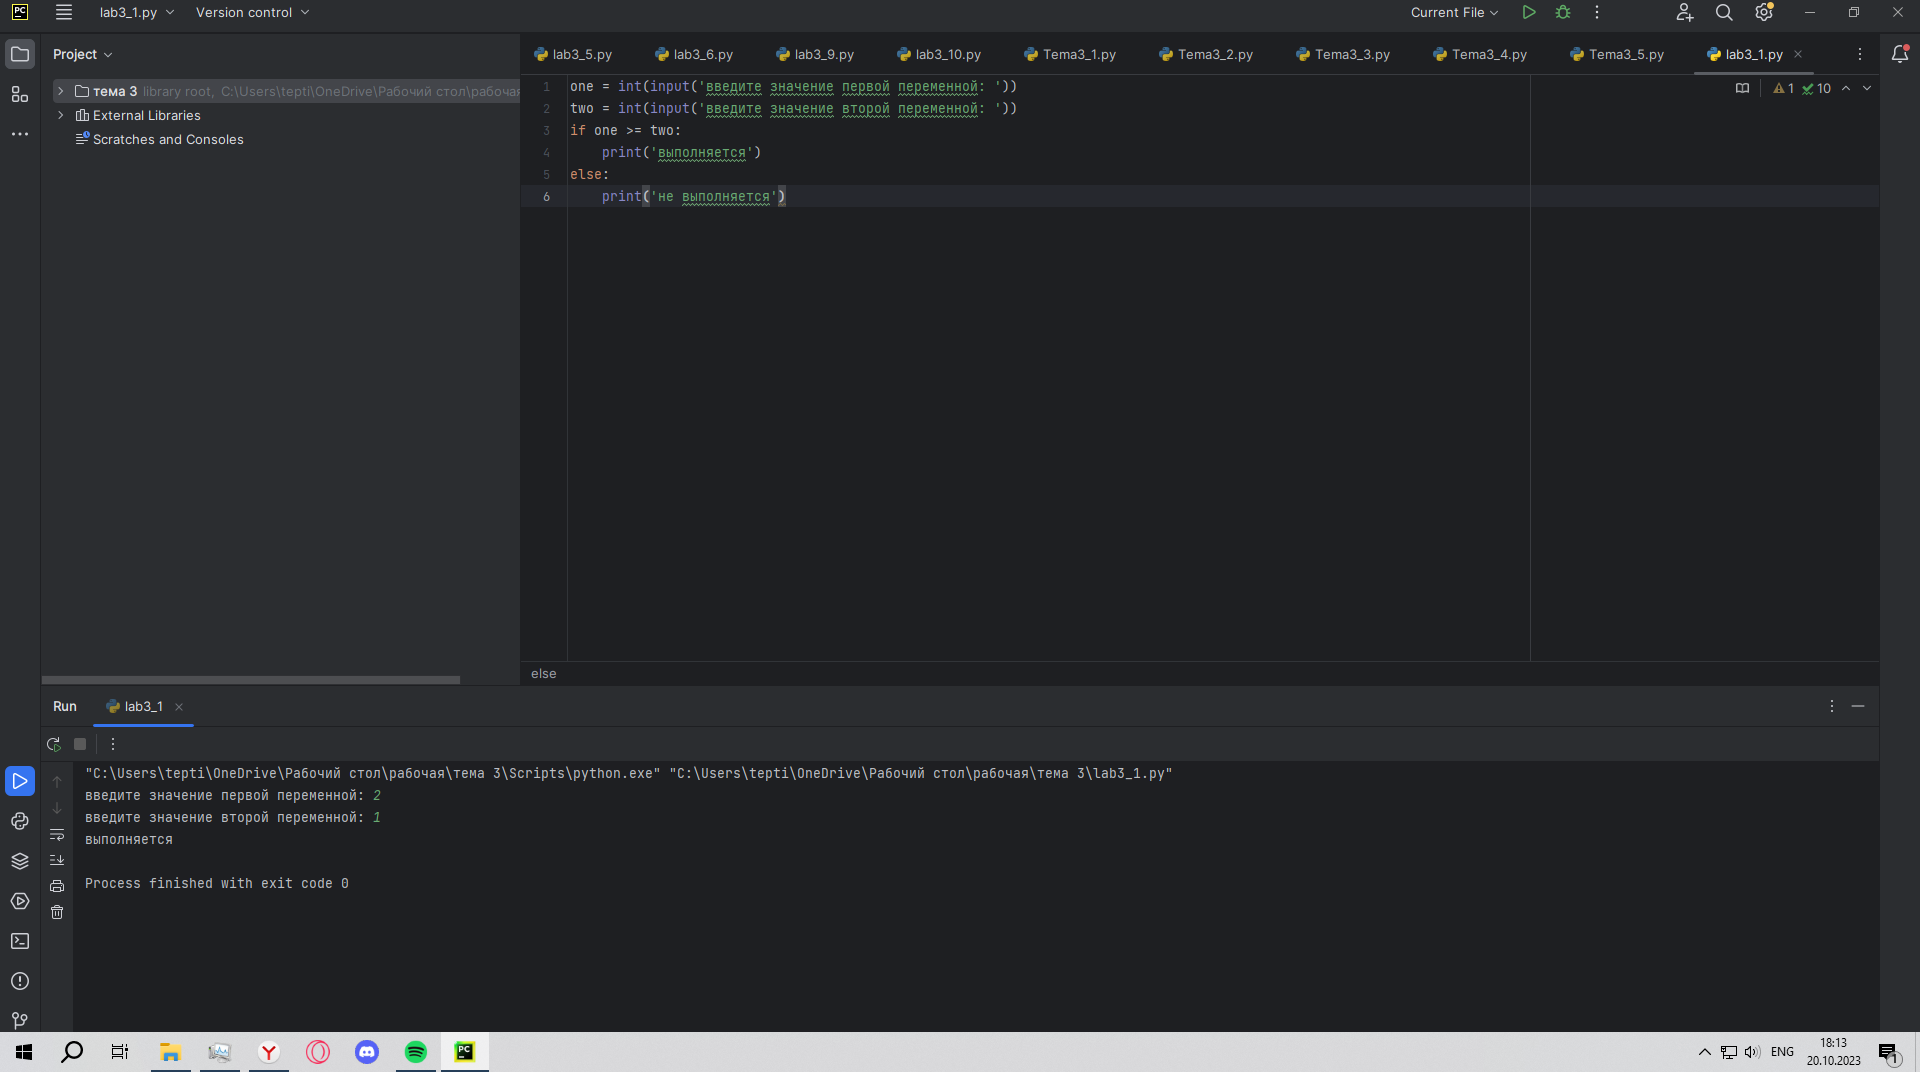 PC lab3_1.py Version control Current File
Project
lab3_5.py lab3_6.py lab3_9.py lab3_10.py Tema3_1.py Tema3_2.py Tema3_3.py Tema3_4.py Tema3_5.py lab3_1.py
тема 3 library root, C:\Users\tepti\OneDrive\Рабочий стол\рабочая
External Libraries
Scratches and Consoles
1 one = int(input('введите значение первой переменной: '))
1 10
2 two = int(input('введите значение второй переменной: '))
3 if one >= two:
4 print('выполняется')
5 else:
6 print('не выполняется')
else
Run lab3_1
"C:\Users\tepti\OneDrive\Рабочий стол\рабочая\тема 3\Scripts\python.exe" "C:\Users\tepti\OneDrive\Рабочий стол\рабочая\тема 3\lab3_1.py"
введите значение первой переменной: 2
введите значение второй переменной: 1
выполняется
Process finished with exit code 0
PC ENG 18:13
20.10.2023
1